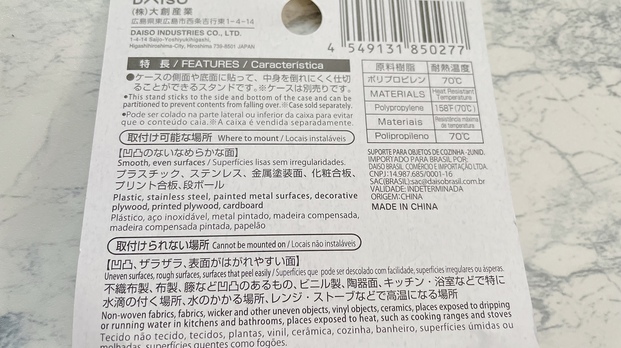 DAISO
(株)大創産業
広島県東広島市西条吉行東1-4-14
DAISO INDUSTRIES CO., LTD.
1-4-14 Saijo-Yoshiyukihigashi,
Higashihiroshima-City, Hiroshima 739-8501 JAPAN
4 549131 850277
特 長 / FEATURES / Característica
●ケースの側面や底面に貼って、中身を倒れにくく仕切
ることができるスタンドです。※ケースは別売りです。
•This stand sticks to the side and bottom of the case and can be
partitioned to prevent contents from falling over.※Case sold separately.
•Pode ser colado na parte lateral ou inferior da caixa para evitar
que o conteúdo caia.※A caixa é vendida separadamente.
原料樹脂 耐熱温度
ポリプロピレン 70℃
MATERIALS Heat Resistant Temperature
Polypropylene 158F(70℃)
Materiais Resistência máxima de temperatura
Polipropileno 70℃
取付け可能な場所 Where to mount / Locais instaláveis
【凹凸のないなめらかな面】
Smooth, even surfaces / Superfícies lisas sem irregularidades.
プラスチック、ステンレス、金属塗装面、化粧合板、
プリント合板、段ボール
Plastic, stainless steel, painted metal surfaces, decorative
plywood, printed plywood, cardboard
Plástico, aço inoxidável, metal pintado, madeira compensada,
madeira compensada pintada, papelão
SUPORTE PARA OBJETOS DE COZINHA -2UNID.
IMPORTADO PARA BRASIL POR:
DAISO BRASIL COMÉRCIO E IMPORTAÇÃO LTDA.
CNPJ:14.987.685/0001-16
SAC(BRASIL):sac@daisobrasil.com.br
VALIDADE: INDETERMINADA
ORIGEM:CHINA
MADE IN CHINA
取付けられない場所 Cannot be mounted on / Locais não instaláveis
【凹凸、ザラザラ、表面がはがれやすい面】
Uneven surfaces, rough surfaces, surfaces that peel easily / Superfícies que pode ser descolado com facilidade, superfícies irregulares ou ásperas.
不織布製、布製、籐など凹凸のあるもの、ビニル製、陶器面、キッチン・浴室などで特に
水滴の付く場所、水のかかる場所、レンジ・ストーブなどで高温になる場所
Non-woven fabrics, fabrics, wicker and other uneven objects, vinyl objects, ceramics, places exposed to dripping
or running water in kitchens and bathrooms, places exposed to heat, such as cooking ranges and stoves
Tecido não tecido, tecidos, plantas, vinil, cerâmica, cozinha, banheiro, superfícies úmidas ou
molhadas, superfícies quentes como fogões.